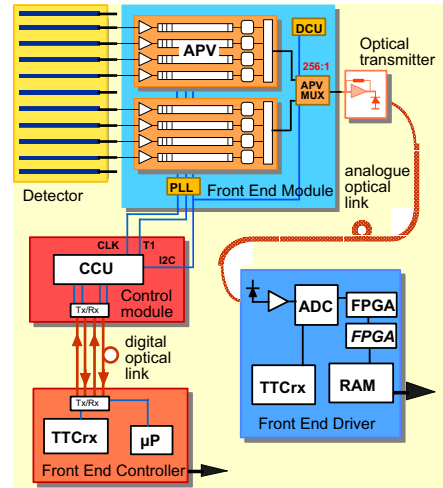 DCU
APV
256:1
APV
MUX
Optical
transmitter
Detector
PLL
Front End Module
analogue
optical
link
CLK
T1
I2C
CCU
Control
module
Tx/Rx
digital
optical
link
ADC
FPGA
FPGA
TTCrx
RAM
Front End Driver
Tx/Rx
TTCrx
µP
Front End Controller